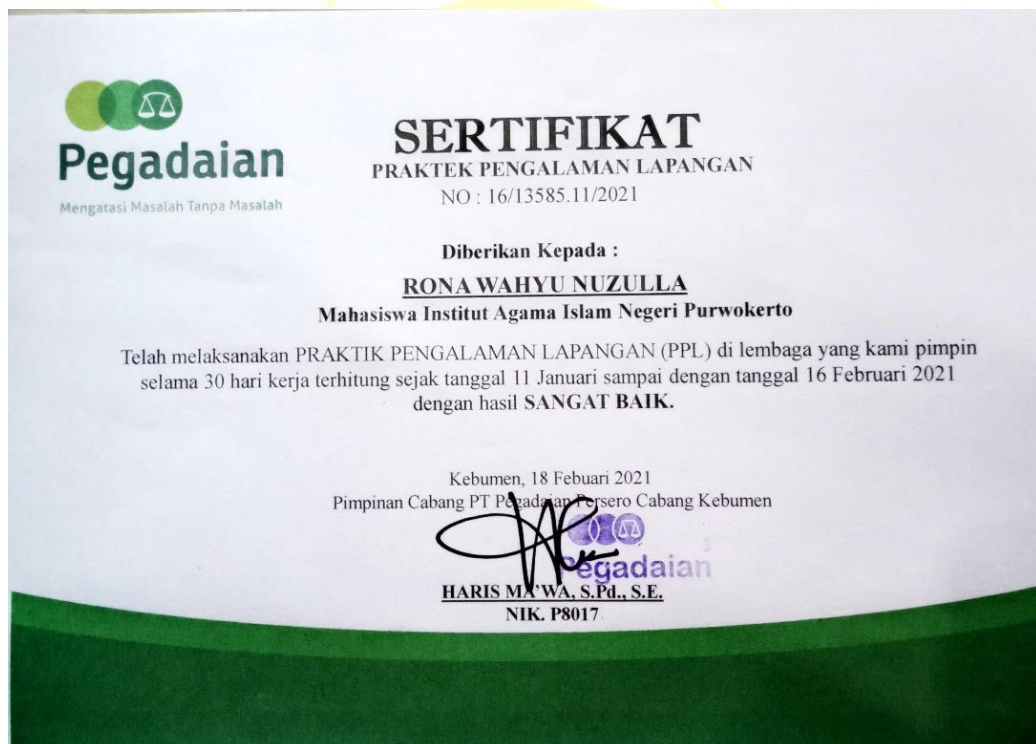 Pegadaian
Mengatasi Masalah Tanpa Masalah
SERTIFIKAT
PRAKTEK PENGALAMAN LAPANGAN
NO : 16/13585.11/2021
Diberikan Kepada :
RONA WAHYU NUZULLA
Mahasiswa Institut Agama Islam Negeri Purwokerto
Telah melaksanakan PRAKTIK PENGALAMAN LAPANGAN (PPL) di lembaga yang kami pimpin
selama 30 hari kerja terhitung sejak tanggal 11 Januari sampai dengan tanggal 16 Februari 2021
dengan hasil SANGAT BAIK.
Kebumen, 18 Febuari 2021
Pimpinan Cabang PT Pegadaian Persero Cabang Kebumen
Pegadaian
HARIS MA'WA, S.Pd., S.E.
NIK. P8017